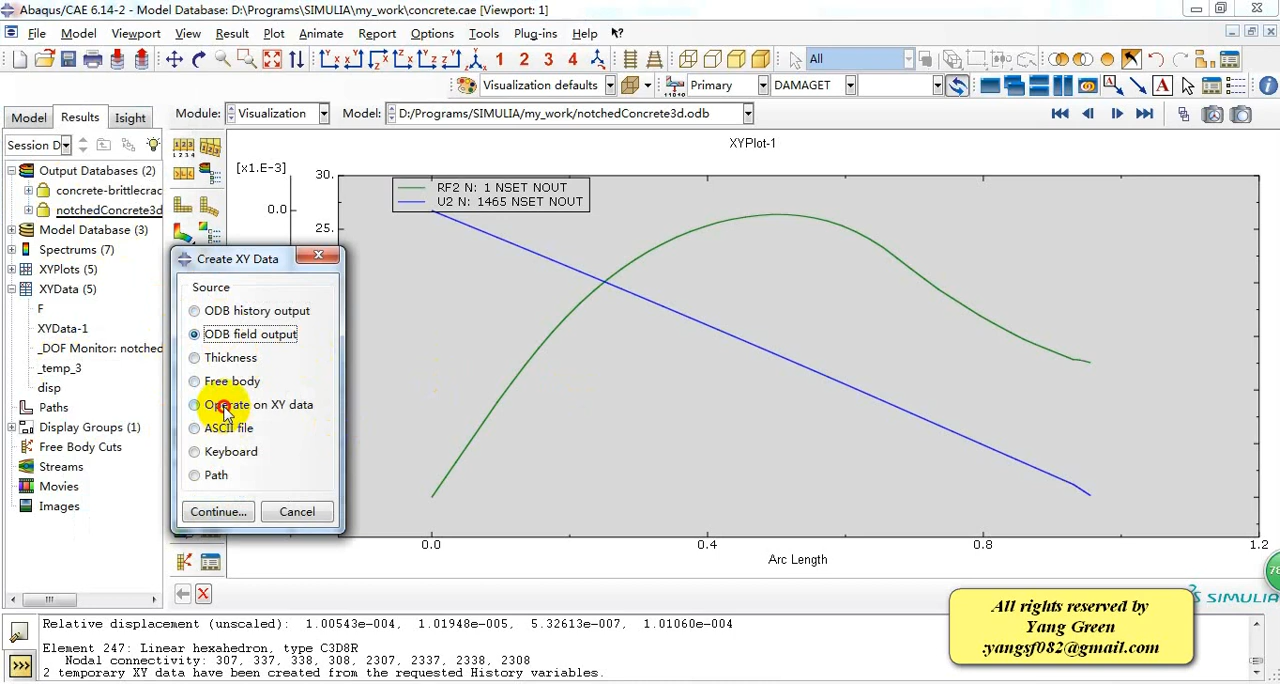 Abaqus/CAE 6.14-2 - Model Database: D:\Programs\SIMULIA\my_work\concrete.cae [Viewport: 1]
File Model Viewport View Result Plot Animate Report Options Tools Plug-ins Help
1 2 3 4 All
Visualization defaults Primary DAMAGET
Model Results Isight Module: Visualization Model: D:/Programs/SIMULIA/my_work/notchedConcrete3d.odb
Session D
Output Databases (2)
concrete-brittlecrac
notchedConcrete3d
Model Database (3)
Spectrums (7)
XYPlots (5)
XYData (5)
F
XYData-1
_DOF Monitor: notched
_temp_3
disp
Paths
Display Groups (1)
Free Body Cuts
Streams
Movies
Images
Create XY Data
Source
ODB history output
ODB field output
Thickness
Free body
Operate on XY data
ASCII file
Keyboard
Path
Continue... Cancel
XYPlot-1
[x1.E-3]
30.
0.0
25.
RF2 N: 1 NSET NOUT
U2 N: 1465 NSET NOUT
0.0 0.4 0.8 1.2
Arc Length
78
SIMULIA
Relative displacement (unscaled): 1.00543e-004, 1.01948e-005, 5.32613e-007, 1.01060e-004
Element 247: Linear hexahedron, type C3D8R
Nodal connectivity: 307, 337, 338, 308, 2307, 2337, 2338, 2308
2 temporary XY data have been created from the requested History variables.
All rights reserved by
Yang Green
yangsf082@gmail.com